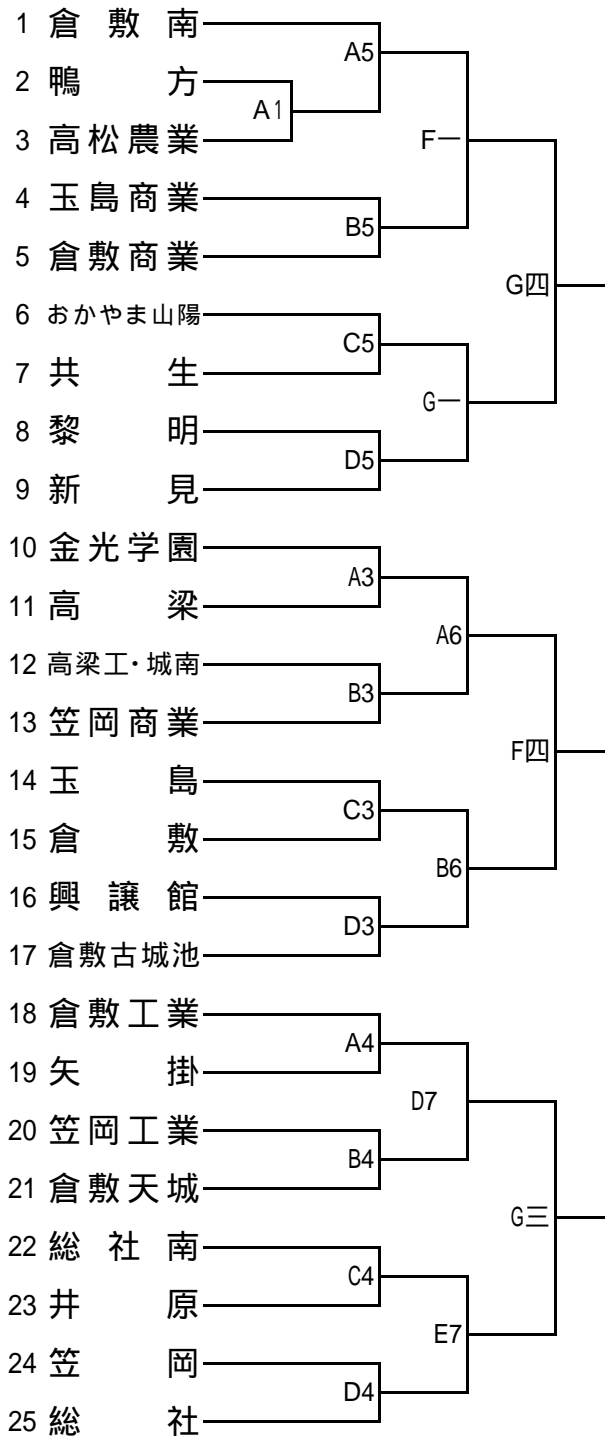 1 倉敷南
2 鴨方
3 高松農業
4 玉島商業
5 倉敷商業
6 おかやま山陽
7 共生
8 黎明
9 新見
10 金光学園
11 高梁
12 高梁工・城南
13 笠岡商業
14 玉島
15 倉敷
16 興譲館
17 倉敷古城池
18 倉敷工業
19 矢掛
20 笠岡工業
21 倉敷天城
22 総社南
23 井原
24 笠岡
25 総社
A1
A5
B5
C5
D5
A3
B3
C3
D3
A4
B4
C4
D4
F一
G一
A6
B6
D7
E7
G四
F四
G三